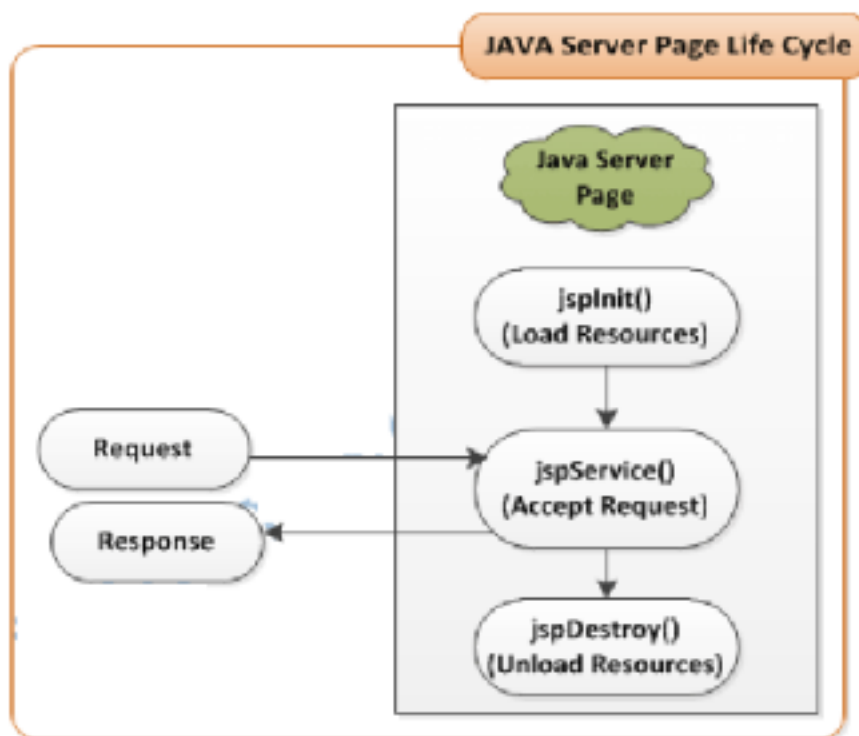 JAVA Server Page Life Cycle
Java Server
Page
jspInit()
(Load Resources)
Request
jspService()
(Accept Request)
Response
jspDestroy()
(Unload Resources)